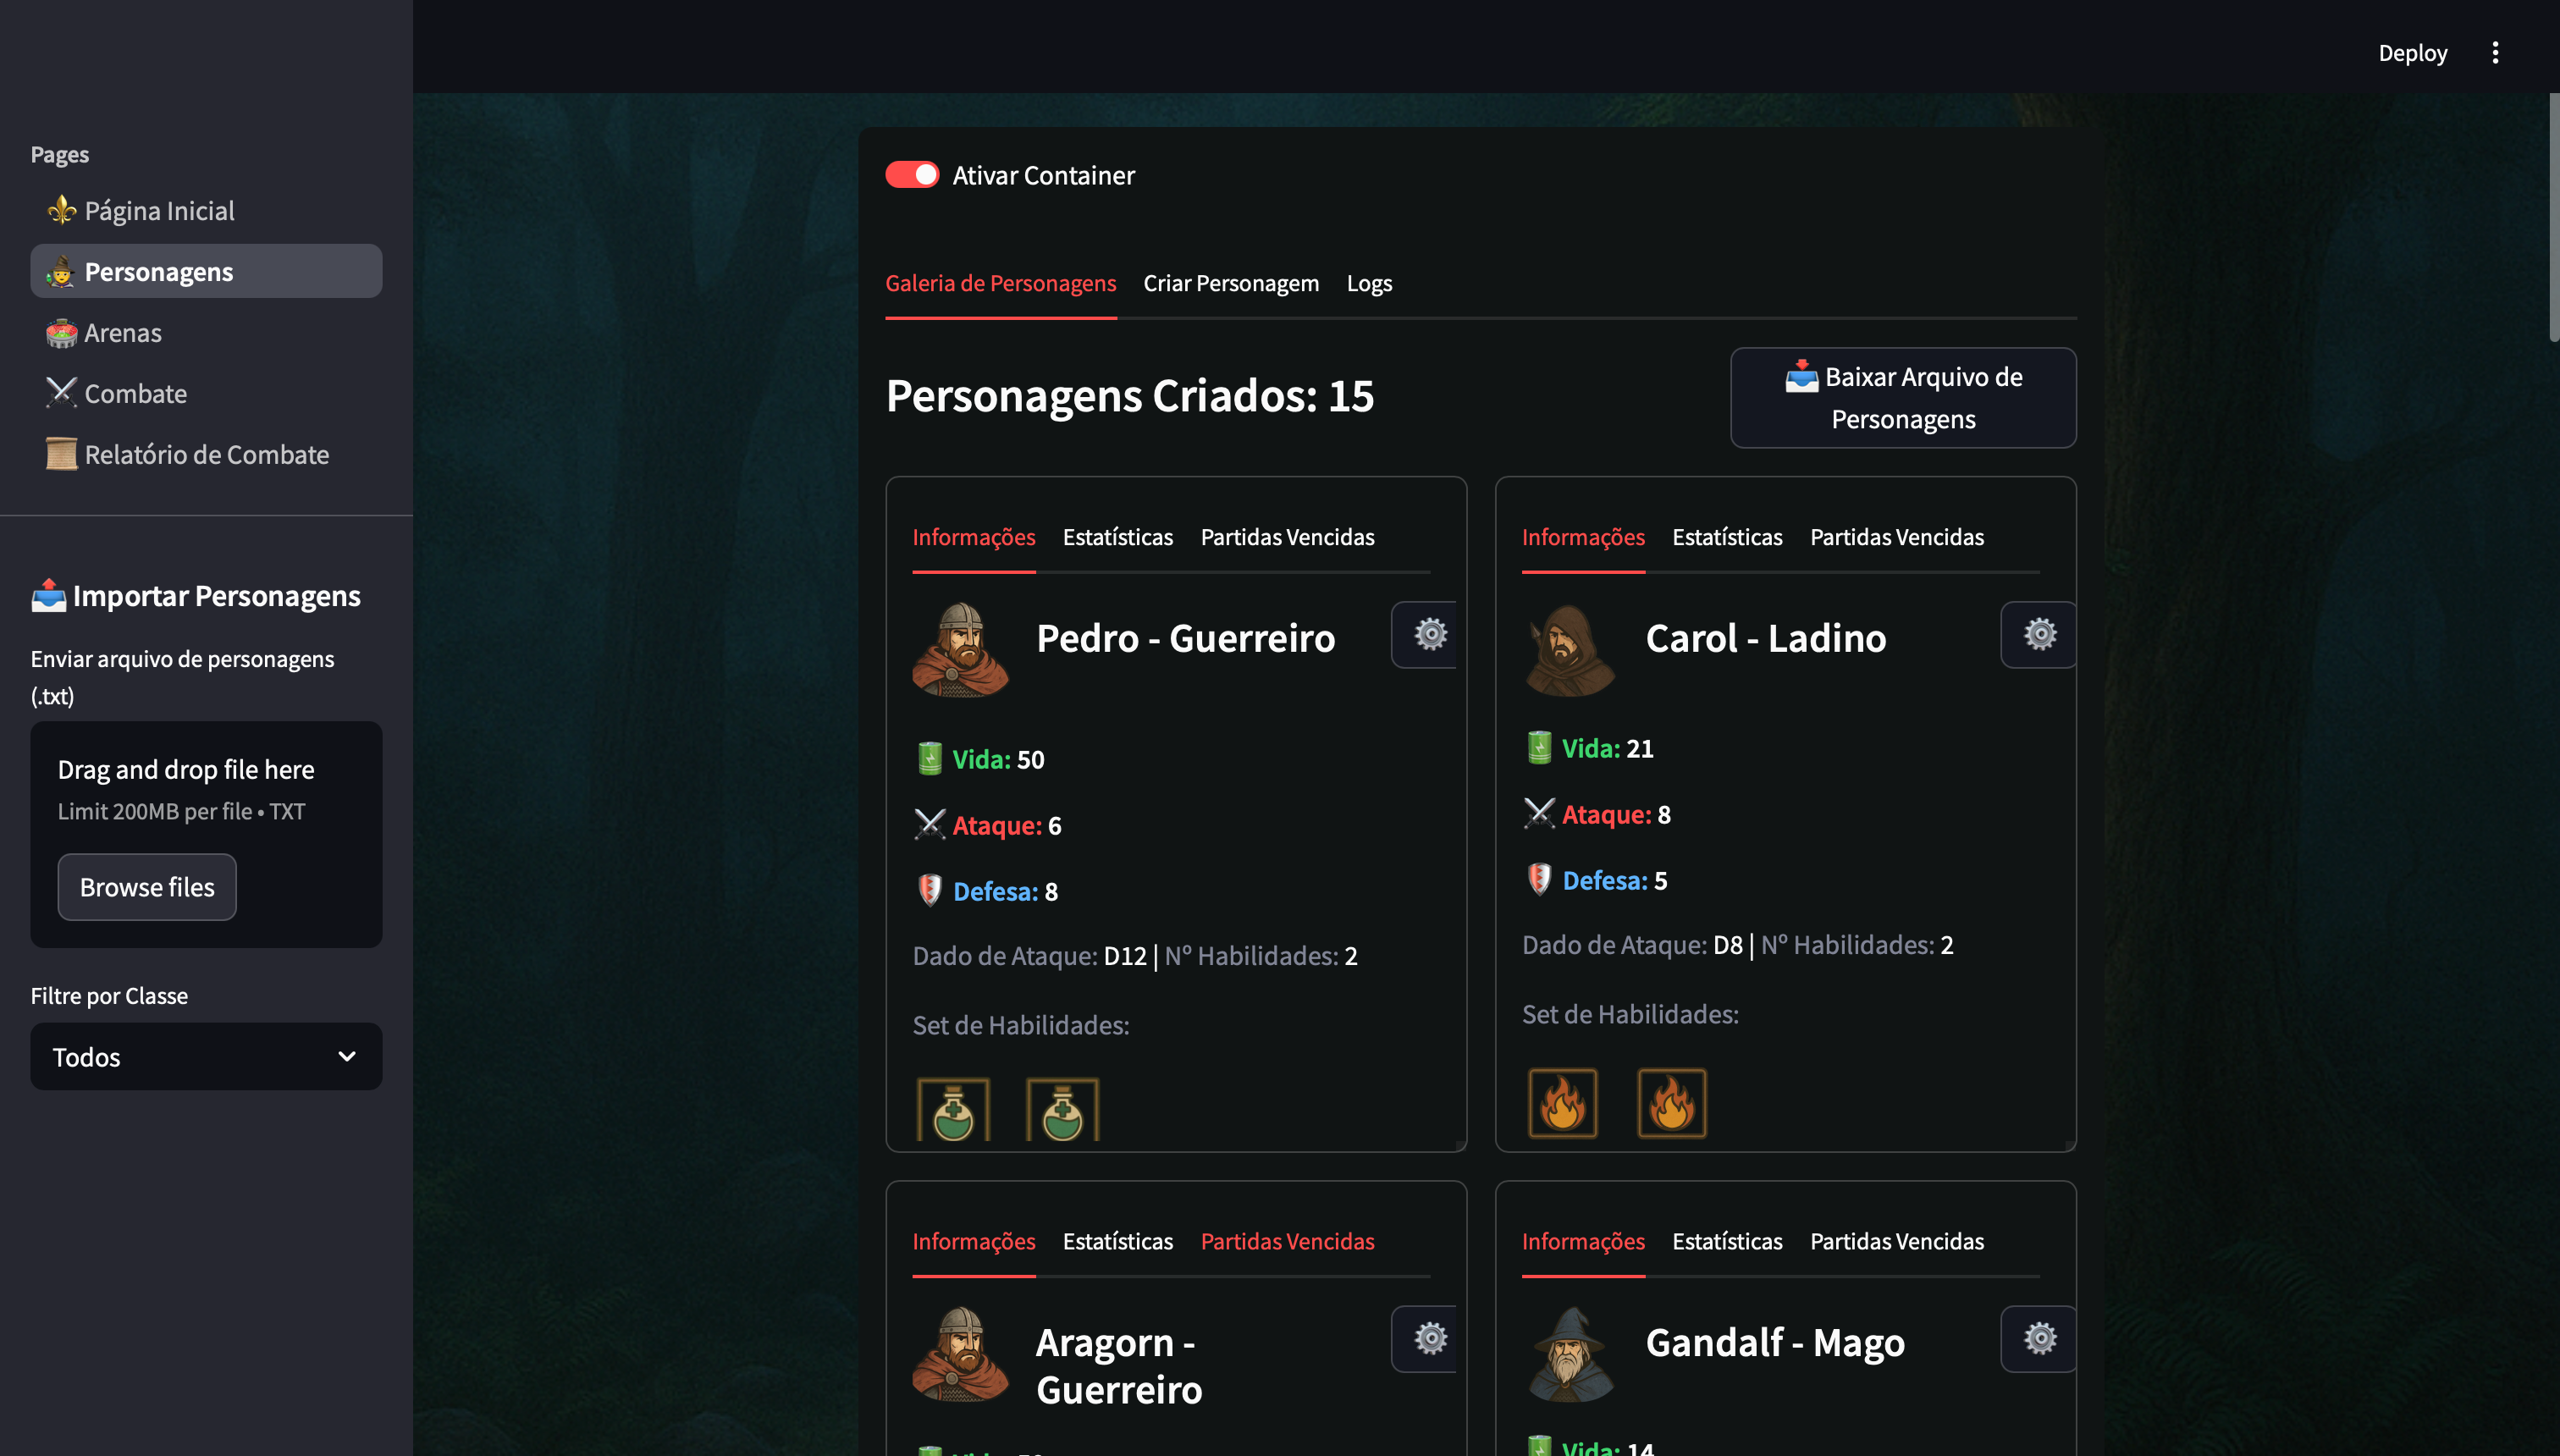 Deploy
Pages
Página Inicial
Personagens
Arenas
Combate
Relatório de Combate
Importar Personagens
Enviar arquivo de personagens
(.txt)
Drag and drop file here
Limit 200MB per file • TXT
Browse files
Filtre por Classe
Todos
Ativar Container
Galeria de Personagens Criar Personagem Logs
Personagens Criados: 15
Baixar Arquivo de
Personagens
Informações Estatísticas Partidas Vencidas
Pedro - Guerreiro
Vida: 50
Ataque: 6
Defesa: 8
Dado de Ataque: D12 | Nº Habilidades: 2
Set de Habilidades:
Informações Estatísticas Partidas Vencidas
Carol - Ladino
Vida: 21
Ataque: 8
Defesa: 5
Dado de Ataque: D8 | Nº Habilidades: 2
Set de Habilidades:
Informações Estatísticas Partidas Vencidas
Aragorn -
Guerreiro
Informações Estatísticas Partidas Vencidas
Gandalf - Mago
Vida: 14